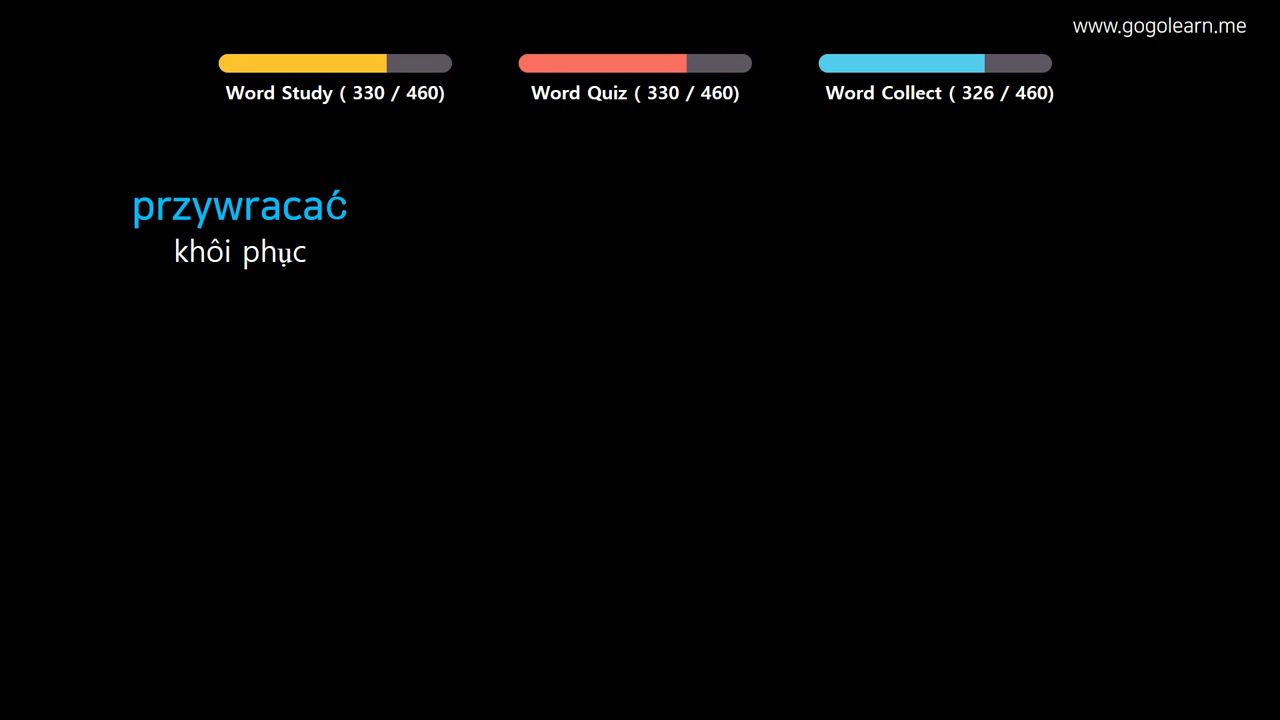 www.gogolearn.me
Word Study ( 330 / 460)
Word Quiz ( 330 / 460)
Word Collect ( 326 / 460)
przywracać
khôi phục